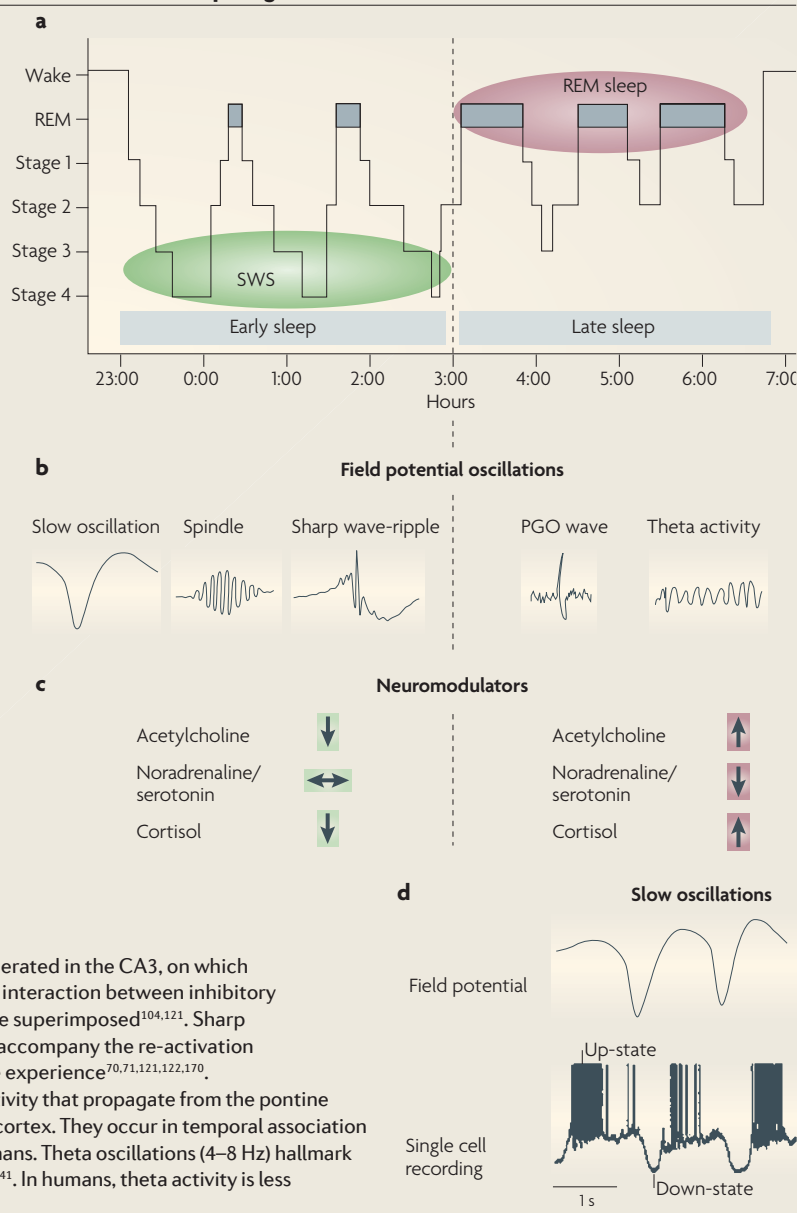 a
Wake
REM
Stage 1
Stage 2
Stage 3
Stage 4
REM sleep
SWS
Early sleep
Late sleep
23:00 0:00 1:00 2:00 3:00 4:00 5:00 6:00 7:00
Hours
b
Field potential oscillations
Slow oscillation Spindle Sharp wave-ripple PGO wave Theta activity
c
Neuromodulators
Acetylcholine
Noradrenaline/
serotonin
Cortisol
Acetylcholine
Noradrenaline/
serotonin
Cortisol
d
Slow oscillations
Field potential
Up-state
Single cell
recording
Down-state
1 s
erated in the CA3, on which
interaction between inhibitory
e superimposed104,121. Sharp
accompany the re-activation
experience70,71,121,122,170.
ivity that propagate from the pontine
cortex. They occur in temporal association
mans. Theta oscillations (4–8 Hz) hallmark
41. In humans, theta activity is less